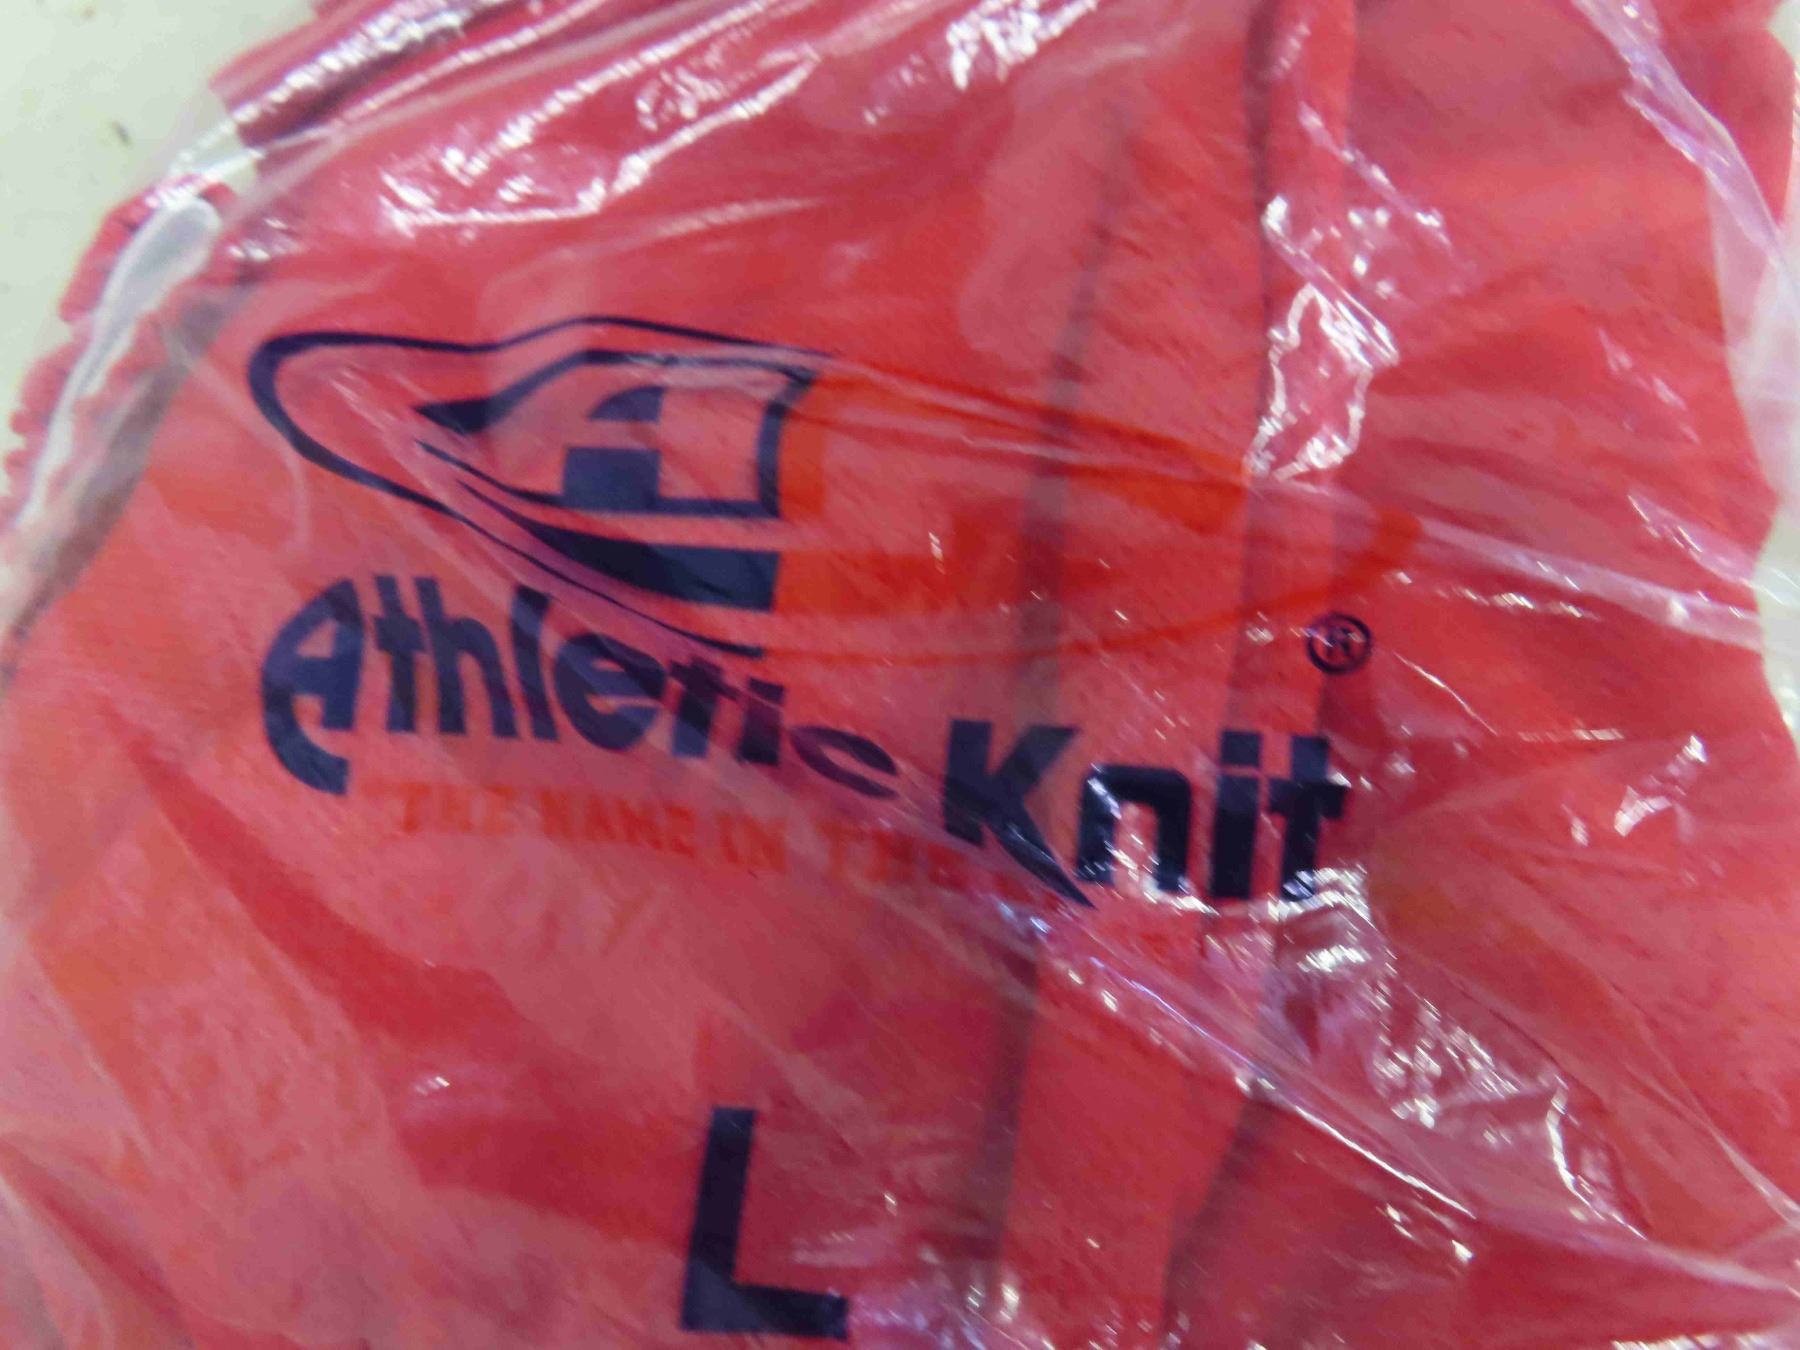 Athletic Knit ®
THE NAME IN THE
L